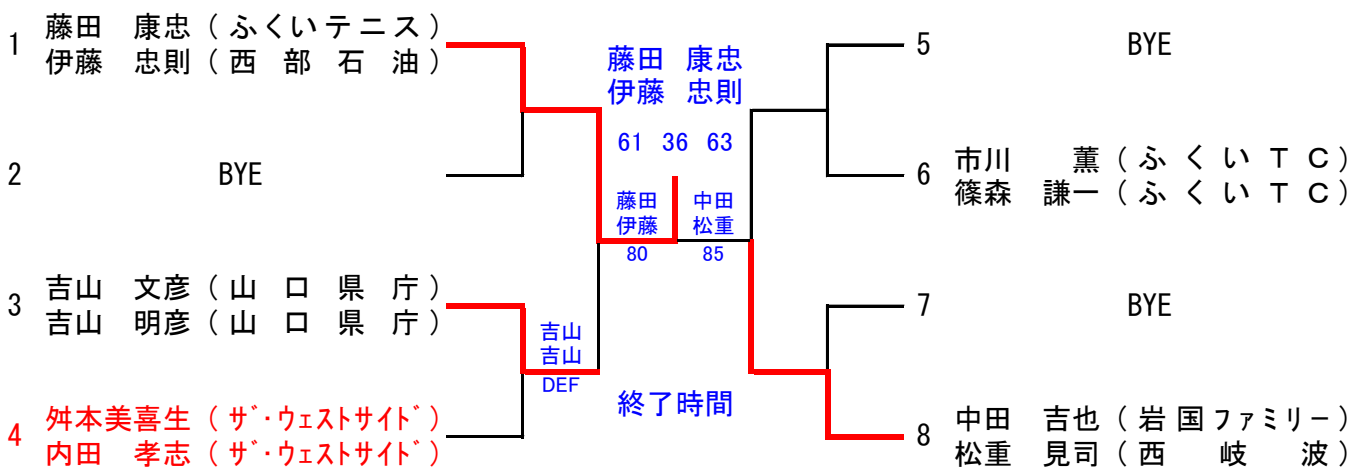 1 藤田 康忠 (ふくいテニス)
伊藤 忠則 (西部石油)
2 BYE
3 吉山 文彦 (山口県庁)
吉山 明彦 (山口県庁)
4 舛本美喜生 (ザ・ウェストサイド)
内田 孝志 (ザ・ウェストサイド)
吉山
吉山
DEF
藤田 康忠
伊藤 忠則
61 36 63
藤田
伊藤
80
中田
松重
85
終了時間
5 BYE
6 市川 薫 (ふくいTC)
篠森 謙一 (ふくいTC)
7 BYE
8 中田 吉也 (岩国ファミリー)
松重 見司 (西岐波)